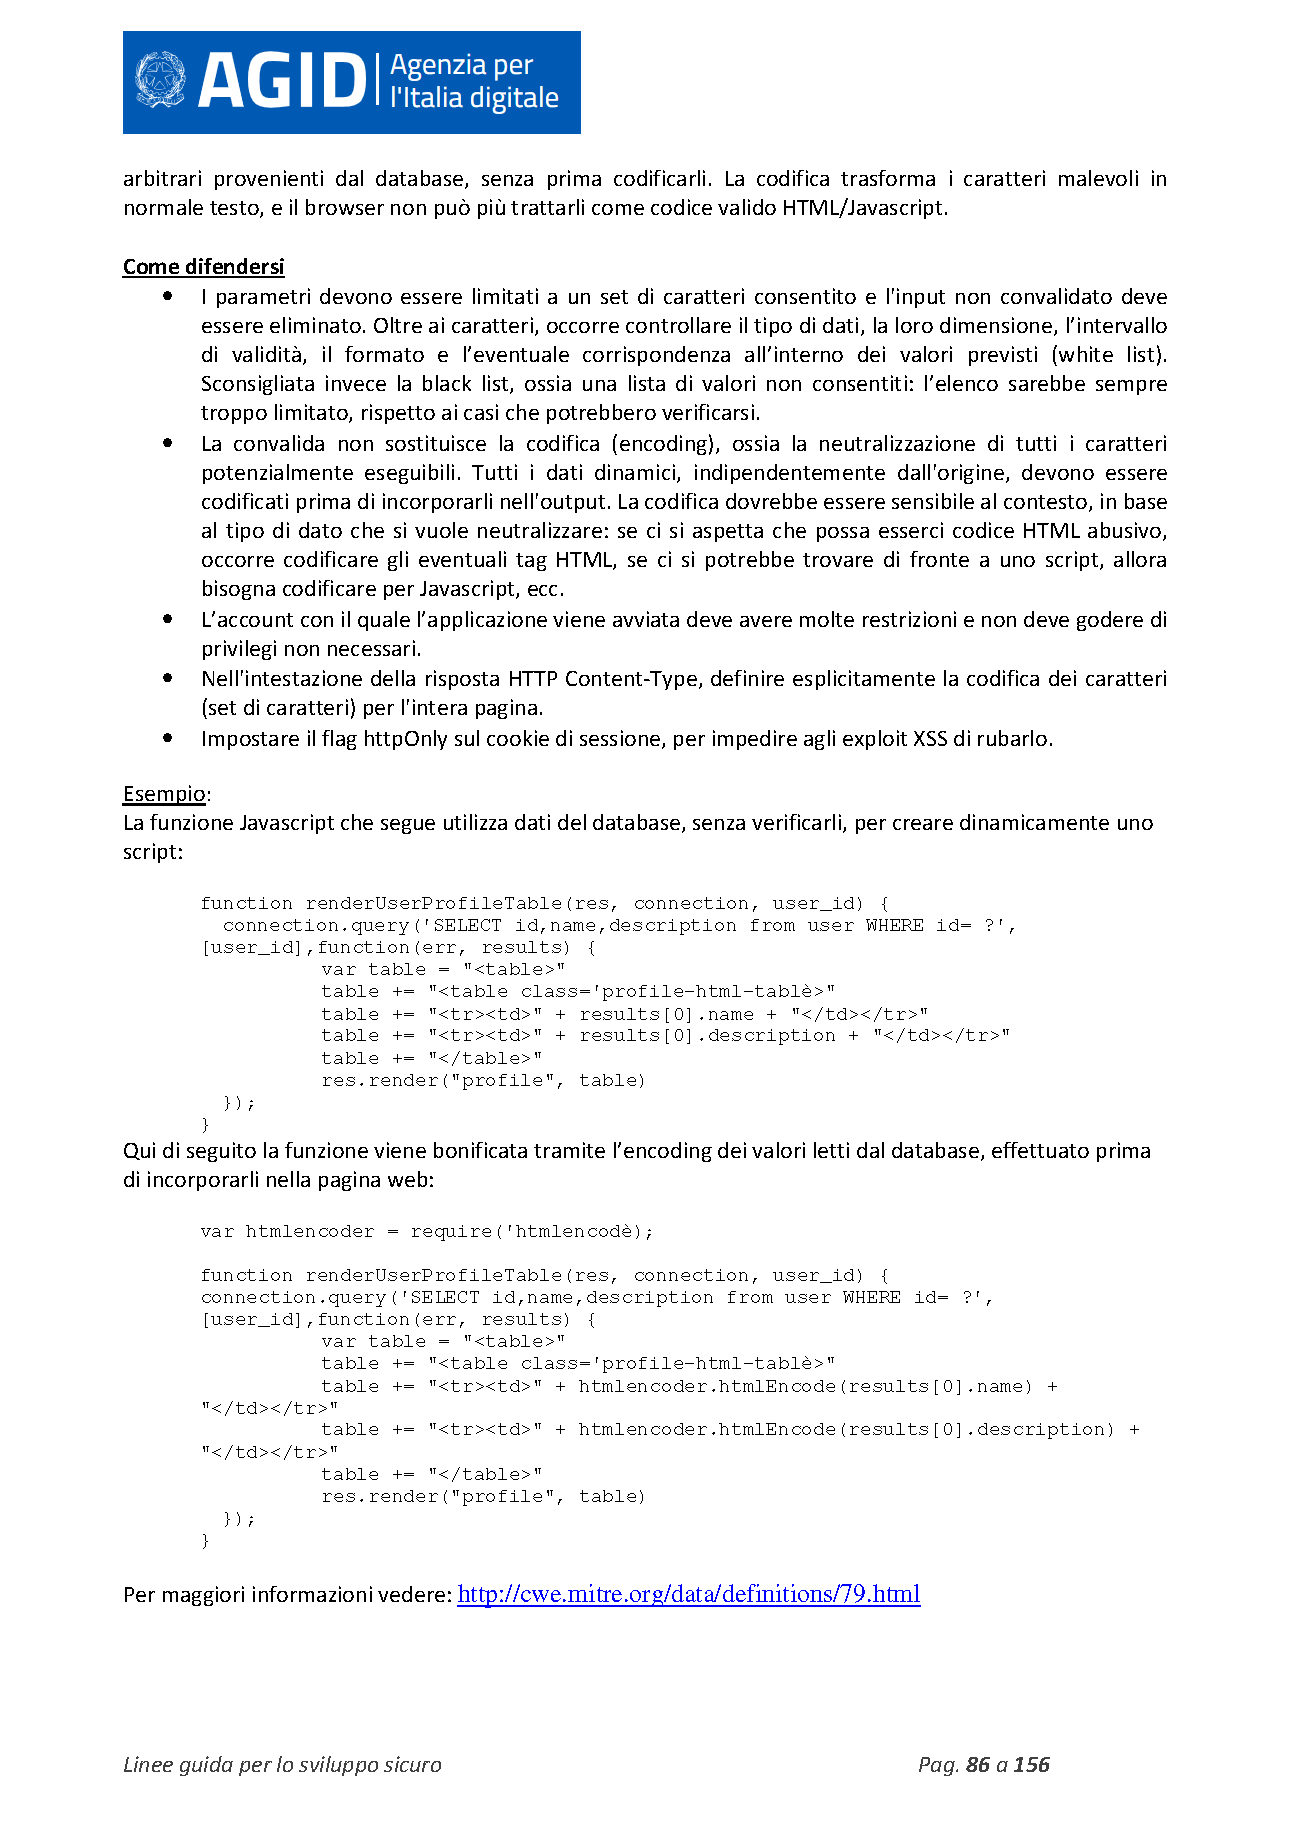 AGID Agenzia per
l'Italia digitale
arbitrari provenienti dal database, senza prima codificarli. La codifica trasforma i caratteri malevoli in
normale testo, e il browser non può più trattarli come codice valido HTML/Javascript.
Come difendersi
• I parametri devono essere limitati a un set di caratteri consentito e l'input non convalidato deve
essere eliminato. Oltre ai caratteri, occorre controllare il tipo di dati, la loro dimensione, l’intervallo
di validità, il formato e l’eventuale corrispondenza all’interno dei valori previsti (white list).
Sconsigliata invece la black list, ossia una lista di valori non consentiti: l’elenco sarebbe sempre
troppo limitato, rispetto ai casi che potrebbero verificarsi.
• La convalida non sostituisce la codifica (encoding), ossia la neutralizzazione di tutti i caratteri
potenzialmente eseguibili. Tutti i dati dinamici, indipendentemente dall'origine, devono essere
codificati prima di incorporarli nell'output. La codifica dovrebbe essere sensibile al contesto, in base
al tipo di dato che si vuole neutralizzare: se ci si aspetta che possa esserci codice HTML abusivo,
occorre codificare gli eventuali tag HTML, se ci si potrebbe trovare di fronte a uno script, allora
bisogna codificare per Javascript, ecc.
• L’account con il quale l’applicazione viene avviata deve avere molte restrizioni e non deve godere di
privilegi non necessari.
• Nell'intestazione della risposta HTTP Content-Type, definire esplicitamente la codifica dei caratteri
(set di caratteri) per l'intera pagina.
• Impostare il flag httpOnly sul cookie di sessione, per impedire agli exploit XSS di rubarlo.
Esempio:
La funzione Javascript che segue utilizza dati del database, senza verificarli, per creare dinamicamente uno
script:
function renderUserProfileTable(res, connection, user_id) {
connection.query('SELECT id,name,description from user WHERE id= ?',
[user_id],function(err, results) {
var table = "<table>"
table += "<table class='profile-html-tablè>"
table += "<tr><td>" + results[0].name + "</td></tr>"
table += "<tr><td>" + results[0].description + "</td></tr>"
table += "</table>"
res.render("profile", table)
});
}
Qui di seguito la funzione viene bonificata tramite l’encoding dei valori letti dal database, effettuato prima
di incorporarli nella pagina web:
var htmlencoder = require('htmlencodè);
function renderUserProfileTable(res, connection, user_id) {
connection.query('SELECT id,name,description from user WHERE id= ?',
[user_id],function(err, results) {
var table = "<table>"
table += "<table class='profile-html-tablè>"
table += "<tr><td>" + htmlencoder.htmlEncode(results[0].name) +
"</td></tr>"
table += "<tr><td>" + htmlencoder.htmlEncode(results[0].description) +
"</td></tr>"
table += "</table>"
res.render("profile", table)
});
}
Per maggiori informazioni vedere: http://cwe.mitre.org/data/definitions/79.html
Linee guida per lo sviluppo sicuro Pag. 86 a 156